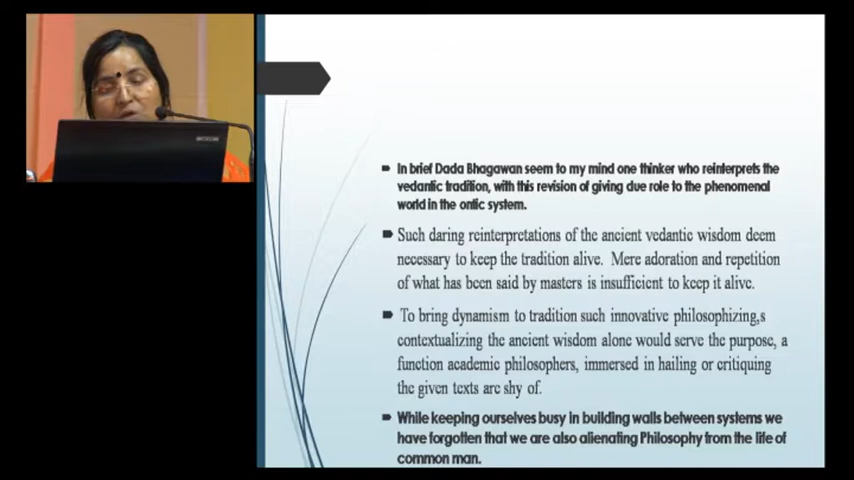 In brief Dada Bhagawan seem to my mind one thinker who reinterprets the
vedantic tradition, with this revision of giving due role to the phenomenal
world in the ontic system.
Such daring reinterpretations of the ancient vedantic wisdom deem
necessary to keep the tradition alive. Mere adoration and repetition
of what has been said by masters is insufficient to keep it alive.
To bring dynamism to tradition such innovative philosophizing,s
contextualizing the ancient wisdom alone would serve the purpose, a
function academic philosophers, immersed in hailing or critiquing
the given texts are shy of.
While keeping ourselves busy in building walls between systems we
have forgotten that we are also alienating Philosophy from the life of
common man.